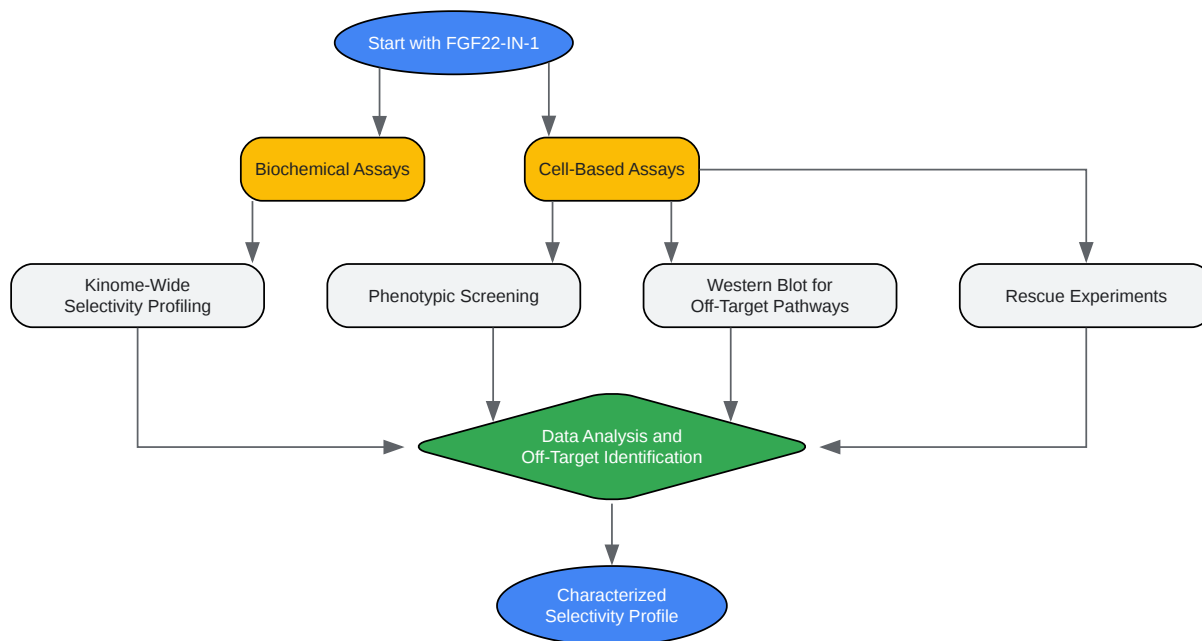 Start with FGF22-IN-1
Biochemical Assays
Cell-Based Assays
Kinome-Wide
Selectivity Profiling
Phenotypic Screening
Western Blot for
Off-Target Pathways
Rescue Experiments
Data Analysis and
Off-Target Identification
Characterized
Selectivity Profile